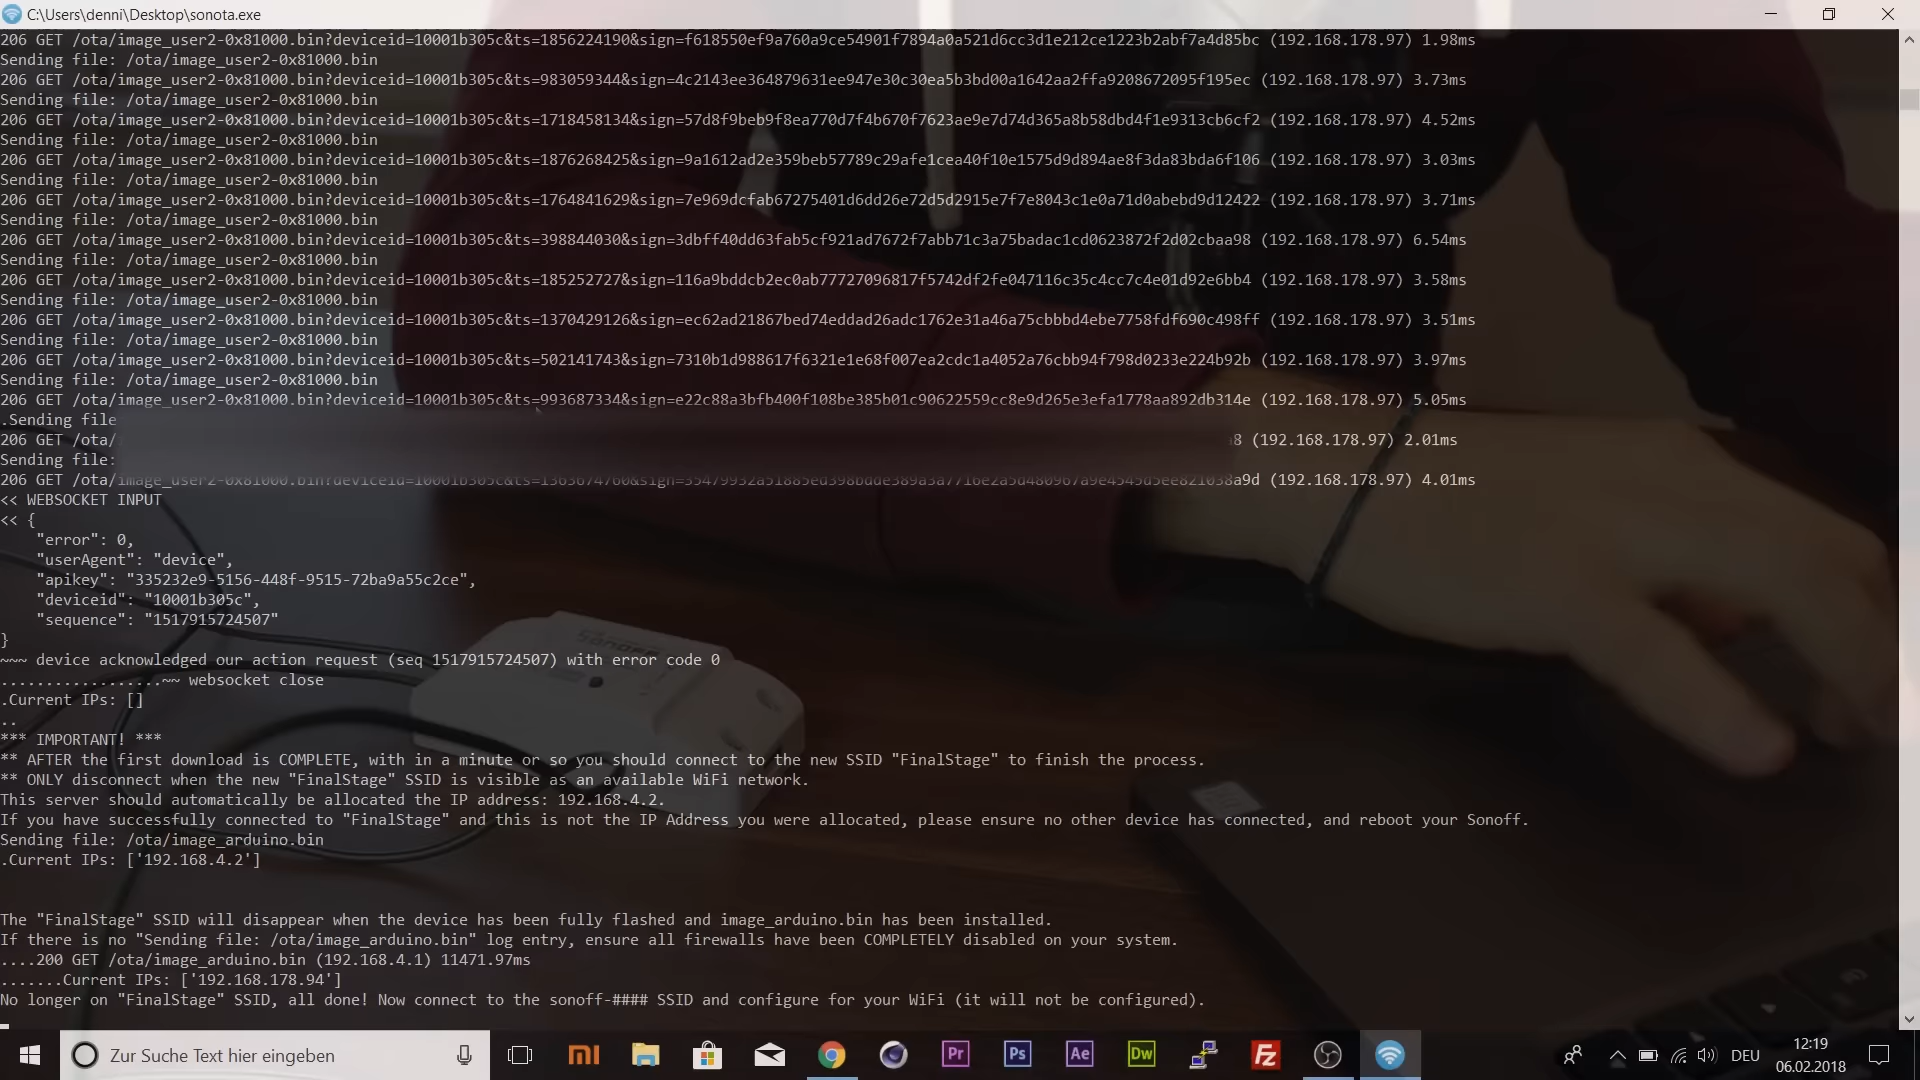 C:\Users\denni\Desktop\sonota.exe
206 GET /ota/image_user2-0x81000.bin?deviceid=10001b305c&ts=1856224190&sign=f618550ef9a760a9ce54901f7894a0a521d6cc3d1e212ce1223b2abf7a4d85bc (192.168.178.97) 1.98ms
Sending file: /ota/image_user2-0x81000.bin
206 GET /ota/image_user2-0x81000.bin?deviceid=10001b305c&ts=983059344&sign=4c2143ee364879631ee947e30c30ea5b3bd00a1642aa2ffa9208672095f195ec (192.168.178.97) 3.73ms
Sending file: /ota/image_user2-0x81000.bin
206 GET /ota/image_user2-0x81000.bin?deviceid=10001b305c&ts=1718458134&sign=57d8f9beb9f8ea770d7f4b670f7623ae9e7d74d365a8b58dbd4f1e9313cb6cf2 (192.168.178.97) 4.52ms
Sending file: /ota/image_user2-0x81000.bin
206 GET /ota/image_user2-0x81000.bin?deviceid=10001b305c&ts=1876268425&sign=9a1612ad2e359beb57789c29afe1cea40f10e1575d9d894ae8f3da83bda6f106 (192.168.178.97) 3.03ms
Sending file: /ota/image_user2-0x81000.bin
206 GET /ota/image_user2-0x81000.bin?deviceid=10001b305c&ts=1764841629&sign=7e969dcfab67275401d6dd26e72d5d2915e7f7e8043c1e0a71d0abebd9d12422 (192.168.178.97) 3.71ms
Sending file: /ota/image_user2-0x81000.bin
206 GET /ota/image_user2-0x81000.bin?deviceid=10001b305c&ts=398844030&sign=3dbff40dd63fab5cf921ad7672f7abb71c3a75badac1cd0623872f2d02cbaa98 (192.168.178.97) 6.54ms
Sending file: /ota/image_user2-0x81000.bin
206 GET /ota/image_user2-0x81000.bin?deviceid=10001b305c&ts=185252727&sign=116a9bddcb2ec0ab77727096817f5742df2fe047116c35c4cc7c4e01d92e6bb4 (192.168.178.97) 3.58ms
Sending file: /ota/image_user2-0x81000.bin
206 GET /ota/image_user2-0x81000.bin?deviceid=10001b305c&ts=1370429126&sign=ec62ad21867bed74eddad26adc1762e31a46a75cbbbd4ebe7758fdf690c498ff (192.168.178.97) 3.51ms
Sending file: /ota/image_user2-0x81000.bin
206 GET /ota/image_user2-0x81000.bin?deviceid=10001b305c&ts=502141743&sign=7310b1d988617f6321e1e68f007ea2cdc1a4052a76cbb94f798d0233e224b92b (192.168.178.97) 3.97ms
Sending file: /ota/image_user2-0x81000.bin
206 GET /ota/image_user2-0x81000.bin?deviceid=10001b305c&ts=993687334&sign=e22c88a3bfb400f108be385b01c90622559cc8e9d265e3efa1778aa892db314e (192.168.178.97) 5.05ms
.Sending file
206 GET /ota/ (192.168.178.97) 2.01ms
Sending file:
206 GET (192.168.178.97) 4.01ms
<< WEBSOCKET INPUT
<< {
"error": 0,
"userAgent": "device",
"apikey": "335232e9-5156-448f-9515-72ba9a55c2ce",
"deviceid": "10001b305c",
"sequence": "1517915724507"
}
~~~ device acknowledged our action request (seq 1517915724507) with error code 0
..................~~ websocket close
.Current IPs: []
..
*** IMPORTANT! ***
** AFTER the first download is COMPLETE, with in a minute or so you should connect to the new SSID "FinalStage" to finish the process.
** ONLY disconnect when the new "FinalStage" SSID is visible as an available WiFi network.
This server should automatically be allocated the IP address: 192.168.4.2.
If you have successfully connected to "FinalStage" and this is not the IP Address you were allocated, please ensure no other device has connected, and reboot your Sonoff.
Sending file: /ota/image_arduino.bin
.Current IPs: ['192.168.4.2']
The "FinalStage" SSID will disappear when the device has been fully flashed and image_arduino.bin has been installed.
If there is no "Sending file: /ota/image_arduino.bin" log entry, ensure all firewalls have been COMPLETELY disabled on your system.
....200 GET /ota/image_arduino.bin (192.168.4.1) 11471.97ms
.......Current IPs: ['192.168.178.94']
No longer on "FinalStage" SSID, all done! Now connect to the sonoff-#### SSID and configure for your WiFi (it will not be configured).
Zur Suche Text hier eingeben
Pr Ps Ae Dw Fz
DEU
12:19
06.02.2018